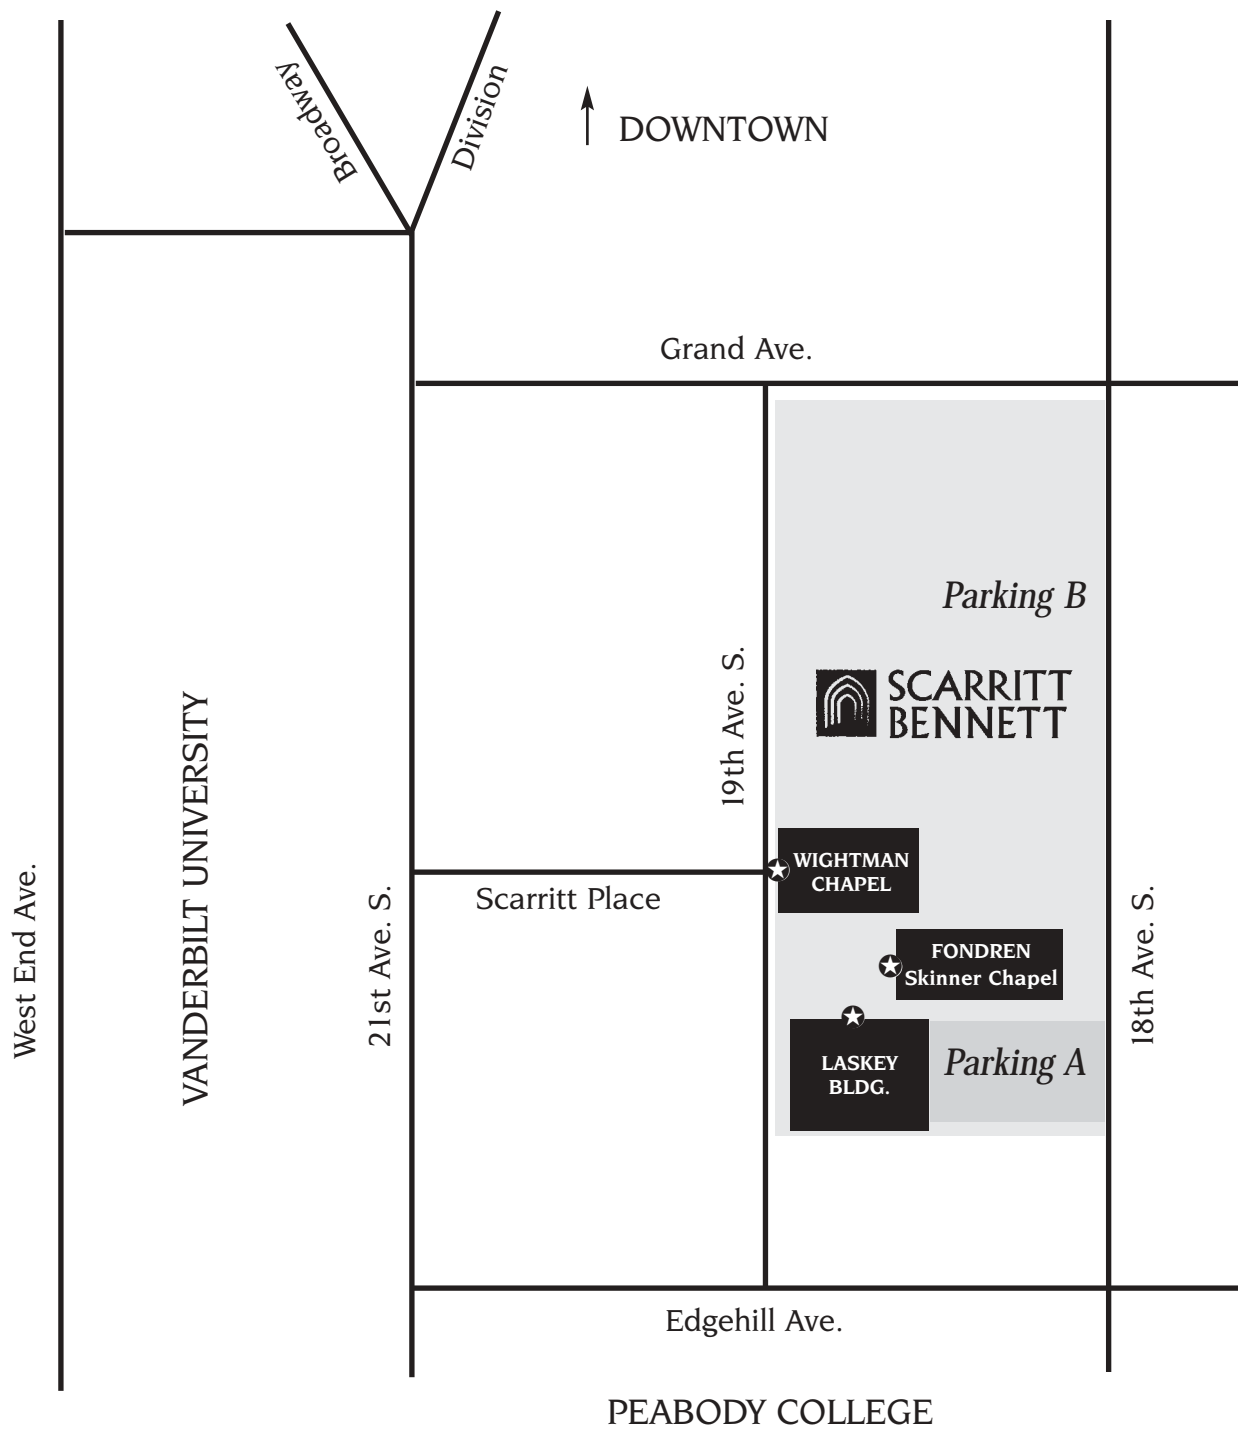 Broadway
Division
DOWNTOWN
Grand Ave.
Parking B
SCARRITT
BENNETT
19th Ave. S.
VANDERBILT UNIVERSITY
WIGHTMAN
CHAPEL
Scarritt Place
West End Ave.
21st Ave. S.
18th Ave. S.
FONDREN
Skinner Chapel
LASKEY
BLDG.
Parking A
Edgehill Ave.
PEABODY COLLEGE